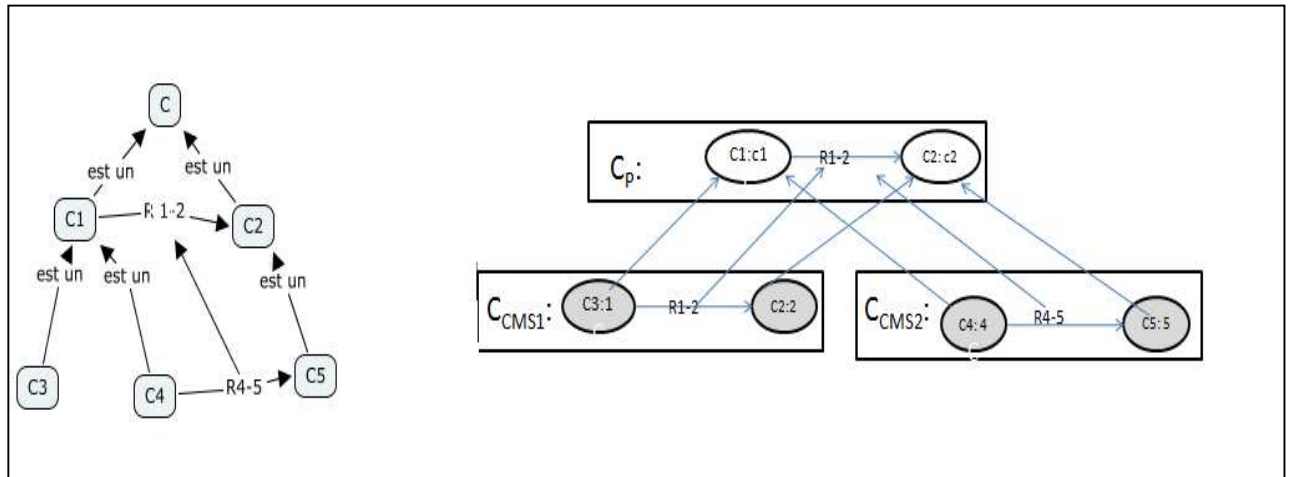 C
est un
est un
C1
R 1-2
C2
est un
est un
est un
C3
C4
R4-5
C5
Cp:
C1:c1
R1-2
C2:c2
CCMS1:
C3:1
R1-2
C2:2
CCMS2:
C4:4
R4-5
C5:5